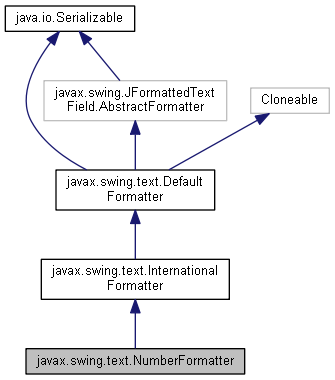 java.io.Serializable
javax.swing.JFormattedText
Field.AbstractFormatter
Cloneable
javax.swing.text.Default
Formatter
javax.swing.text.International
Formatter
javax.swing.text.NumberFormatter